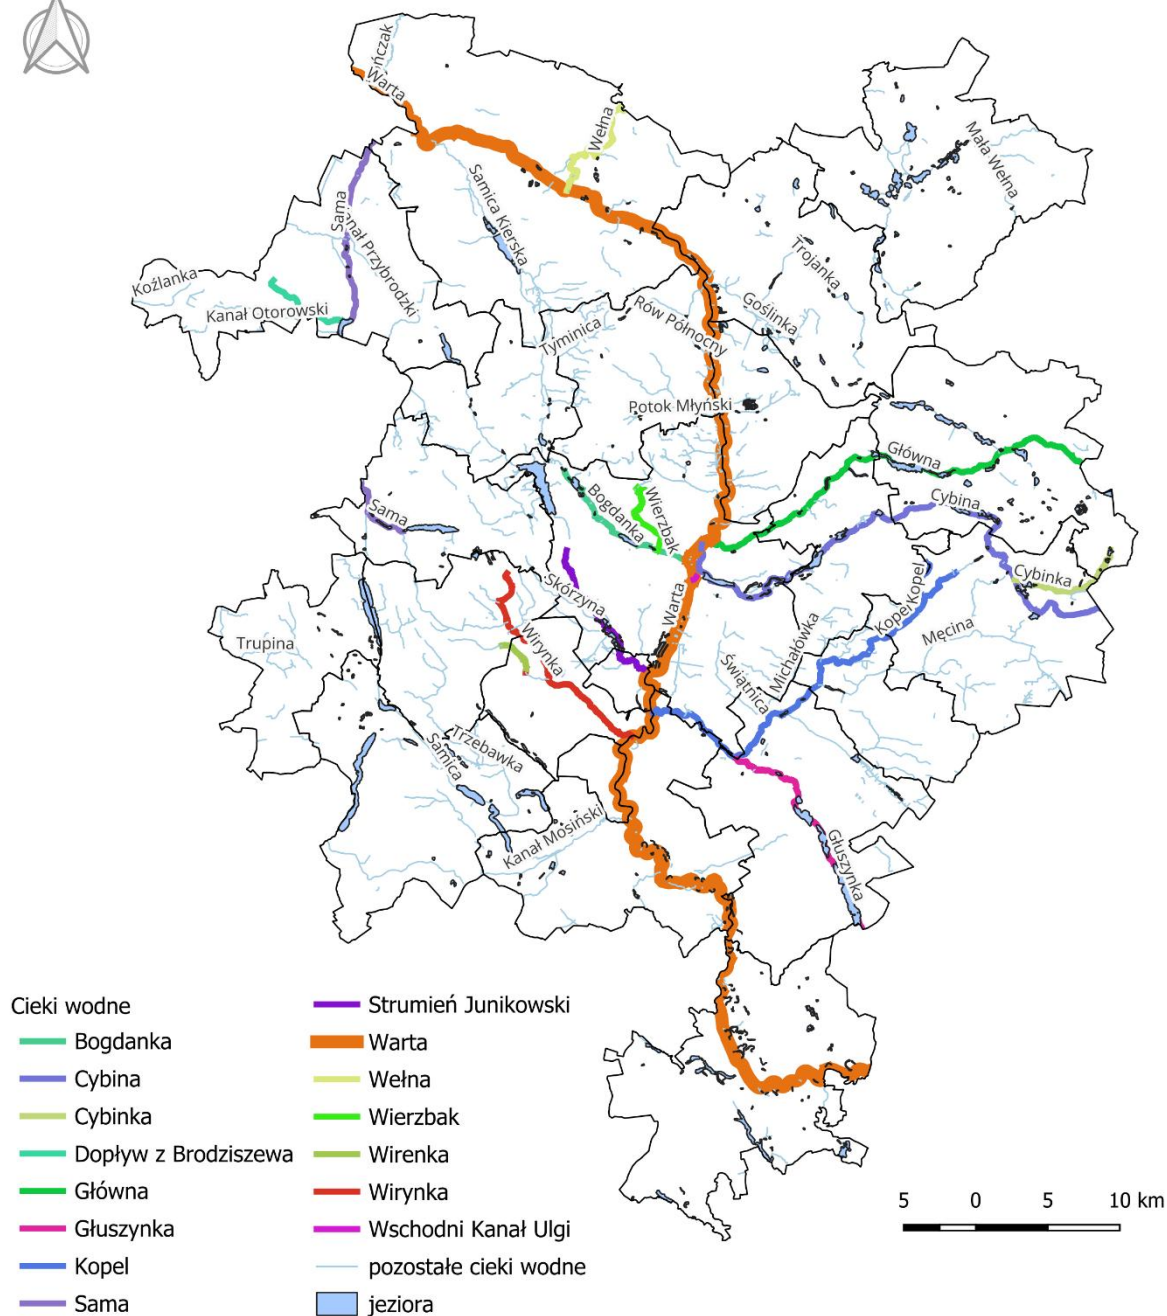 Warta
Wełna
Mała Wełna
Samica Kierska
Sama
Kanał Przybrodzki
Trojanka
Koźlanka
Kanał Otorowski
Goślinka
Rów Północny
Tyminica
Potok Młyński
Główna
Bogdanka
Wierzbak
Cybina
Sama
Cybinka
Kopel
Kopel
Skórzyna
Warta
Michałówka
Męcina
Trupina
Wirynka
Świątnica
Trzebawka
Samica
Kanał Mosiński
Głuszynka
Cieki wodne
Bogdanka
Cybina
Cybinka
Dopływ z Brodziszewa
Główna
Głuszynka
Kopel
Sama
Strumień Junikowski
Warta
Wełna
Wierzbak
Wirenka
Wirynka
Wschodni Kanał Ulgi
pozostałe cieki wodne
jeziora
5 0 5 10 km